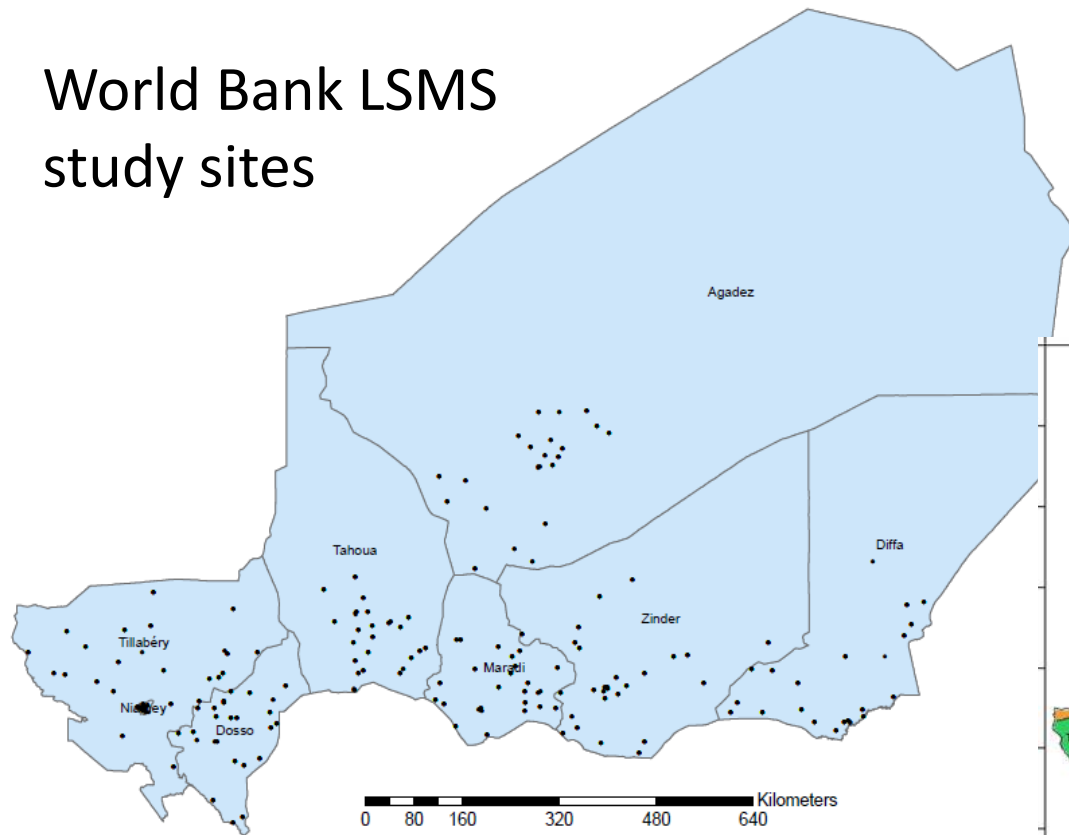 World Bank LSMS
study sites
Agadez
Tahoua
Diffa
Zinder
Tillabéry
Maradi
Dosso
Kilometers
0 80 160 320 480 640